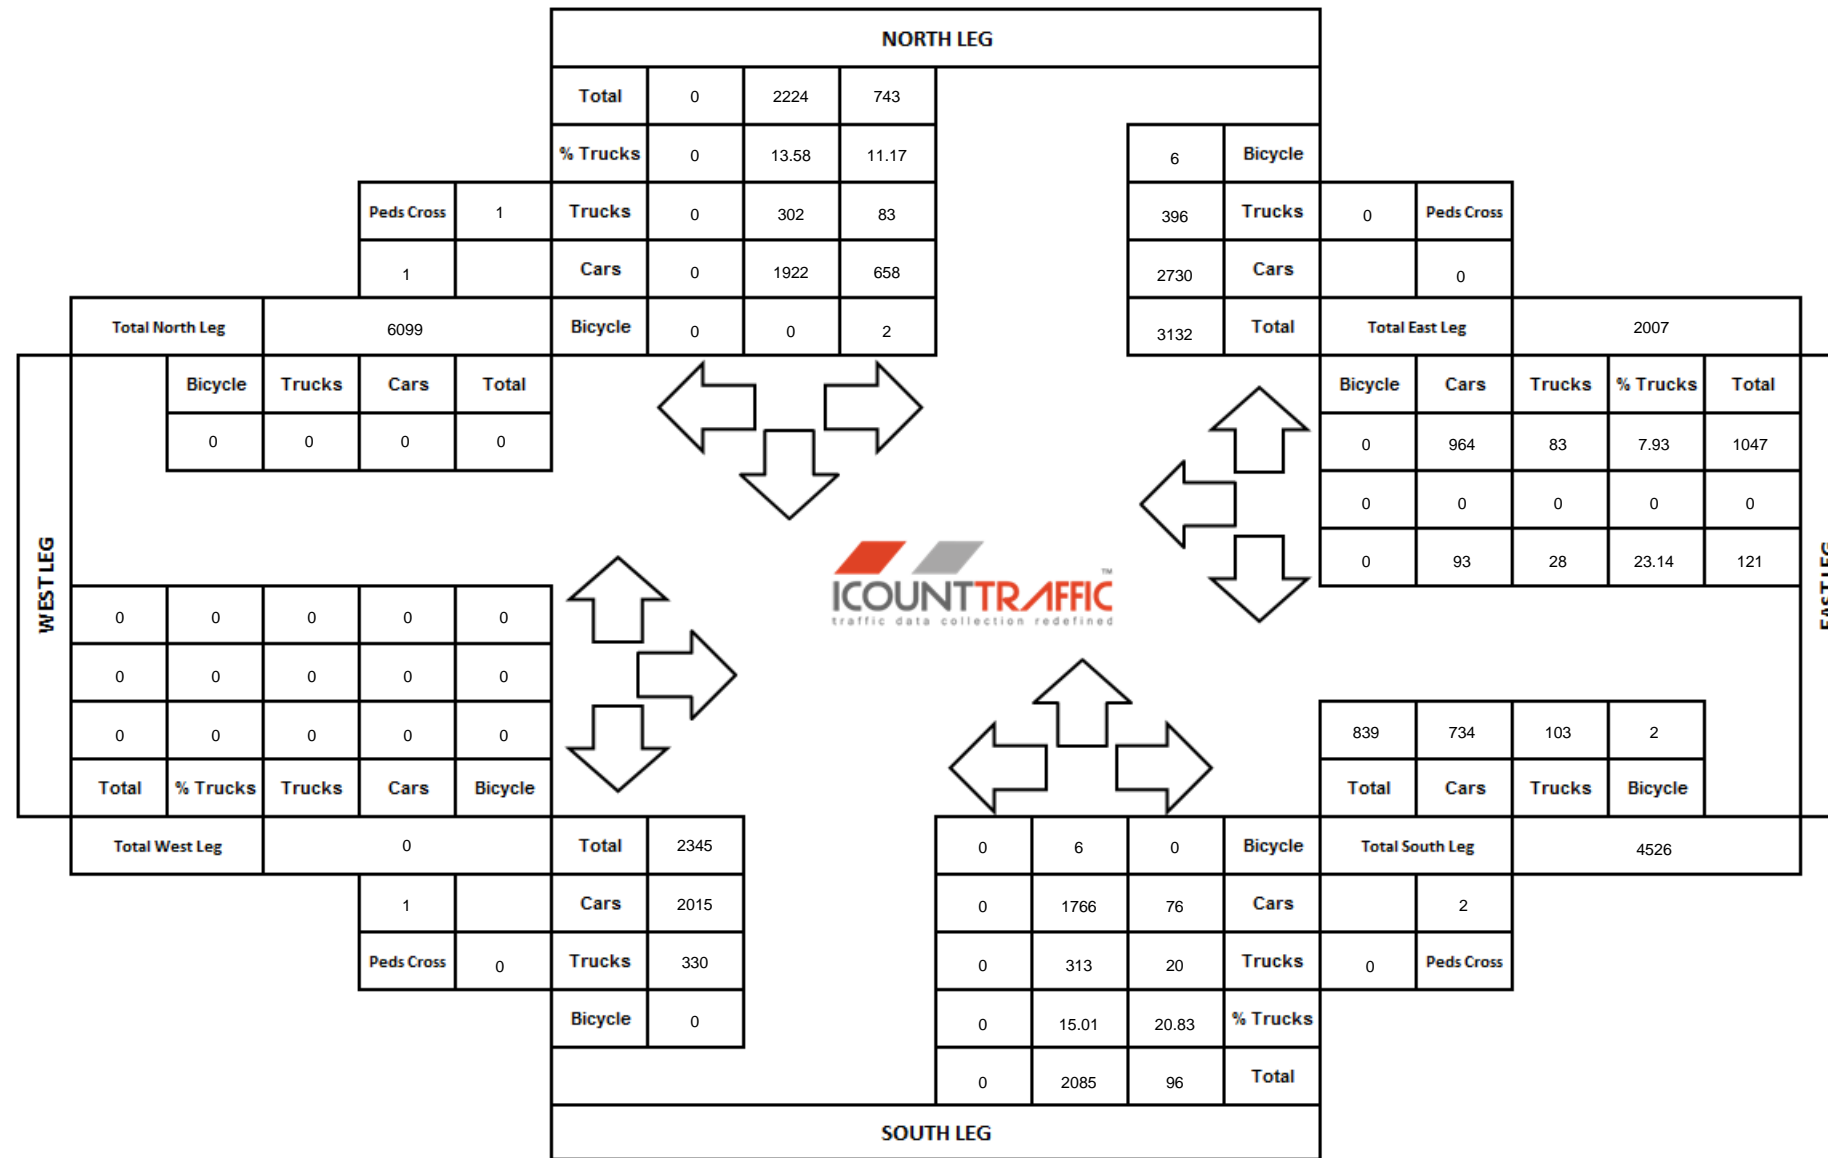 NORTH LEG
Total 0 2224 743
% Trucks 0 13.58 11.17 6 Bicycle
Peds Cross 1 Trucks 0 302 83 396 Trucks 0 Peds Cross
1 Cars 0 1922 658 2730 Cars 0
Total North Leg 6099 Bicycle 0 0 2 3132 Total Total East Leg 2007
Bicycle Trucks Cars Total Bicycle Cars Trucks % Trucks Total
0 0 0 0 0 964 83 7.93 1047
0 0 0 0 0
0 93 28 23.14 121
WEST LEG
EAST LEG
ICOUNTTRAFFIC™
traffic data collection redefined
0 0 0 0 0
0 0 0 0 0
0 0 0 0 0 839 734 103 2
Total % Trucks Trucks Cars Bicycle Total Cars Trucks Bicycle
Total West Leg 0 Total 2345 0 6 0 Bicycle Total South Leg 4526
1 Cars 2015 0 1766 76 Cars 2
Peds Cross 0 Trucks 330 0 313 20 Trucks 0 Peds Cross
Bicycle 0 0 15.01 20.83 % Trucks
0 2085 96 Total
SOUTH LEG